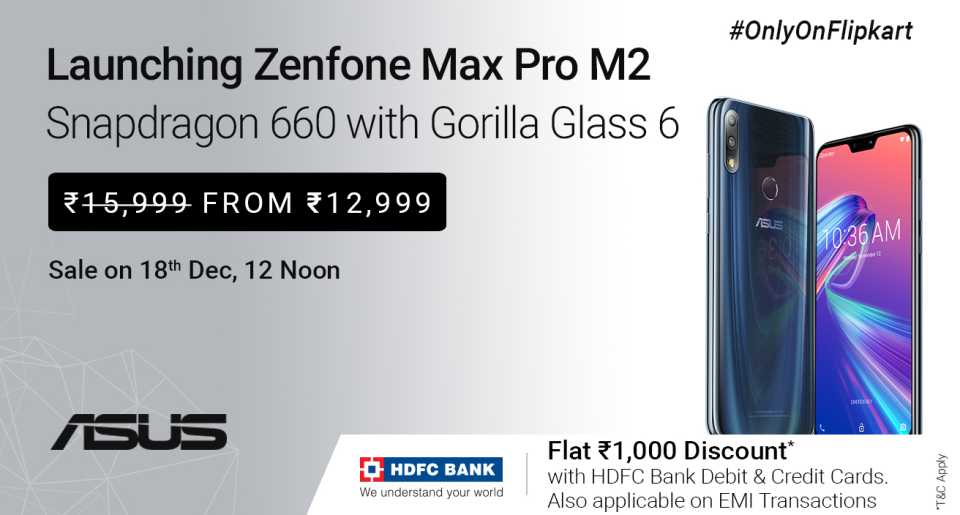 #OnlyOnFlipkart
Launching Zenfone Max Pro M2
Snapdragon 660 with Gorilla Glass 6
₹15,999 FROM ₹12,999
Sale on 18th Dec, 12 Noon
ASUS
10:36 AM
ASUS
HDFC BANK
We understand your world
Flat ₹1,000 Discount*
with HDFC Bank Debit & Credit Cards.
Also applicable on EMI Transactions
*T&C Apply